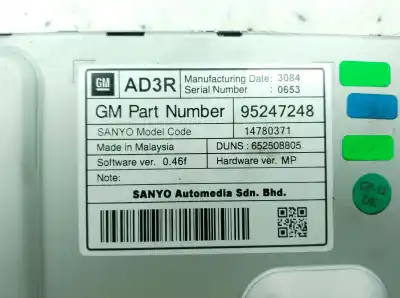 GM
AD3R
Manufacturing Date: 3084
Serial Number : 0653
GM Part Number 95247248
SANYO Model Code 14780371
Made in Malaysia DUNS : 652508805
Software ver. 0.46f Hardware ver. MP
Note:
SANYO Automedia Sdn. Bhd.